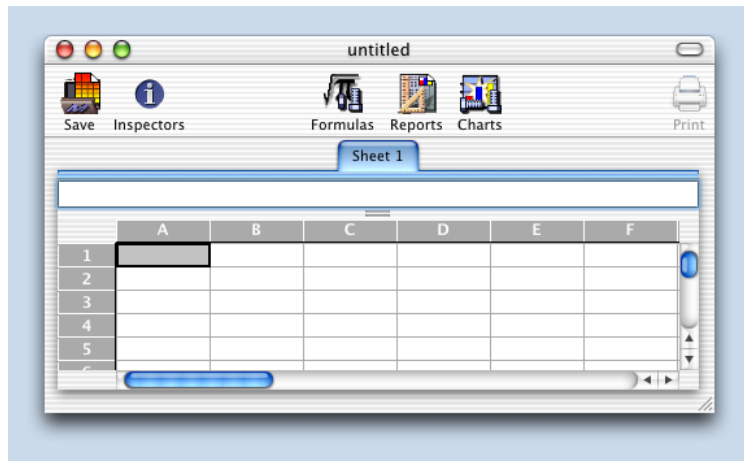 untitled
Save Inspectors Formulas Reports Charts Print
Sheet 1
A B C D E F
1
2
3
4
5